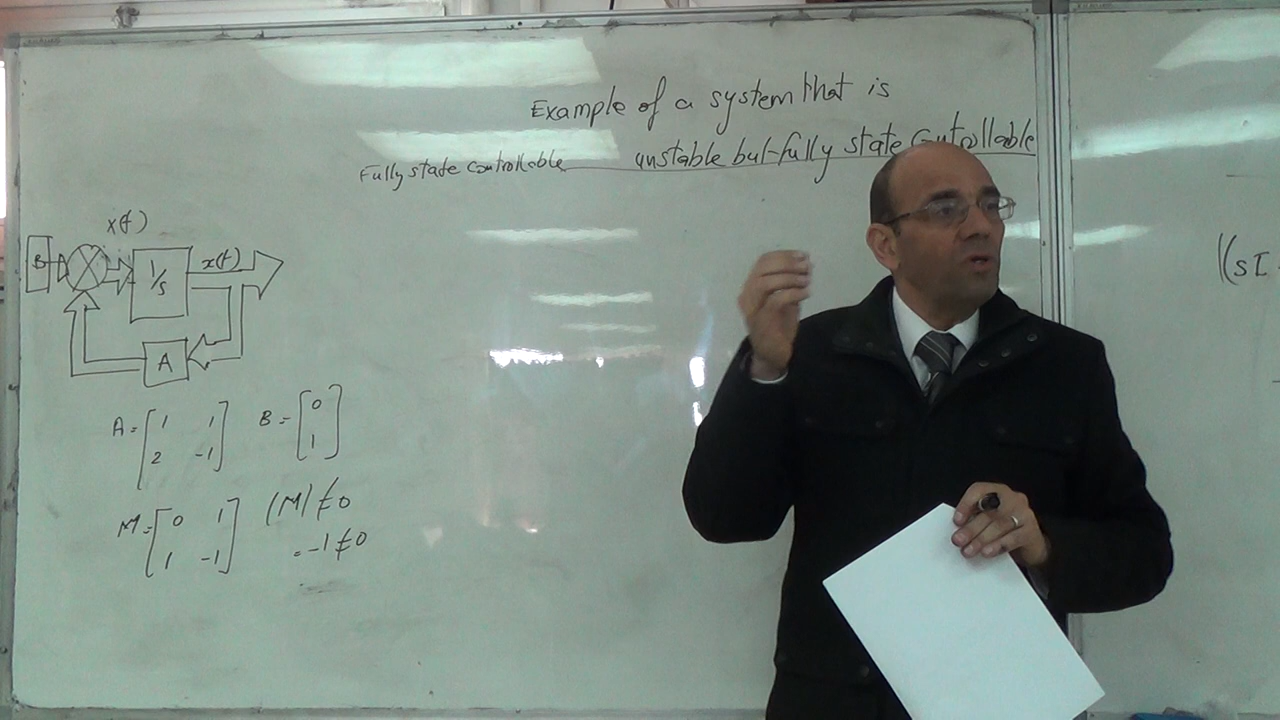 Example of a system that is
unstable but fully state Controllable
Fully state controllable
x(t)
B
1/s
x(t)
A
A = [1 1
2 -1]
B = [0
1]
M = [0 1
1 -1]
|M| ≠ 0
= -1 ≠ 0
((sI